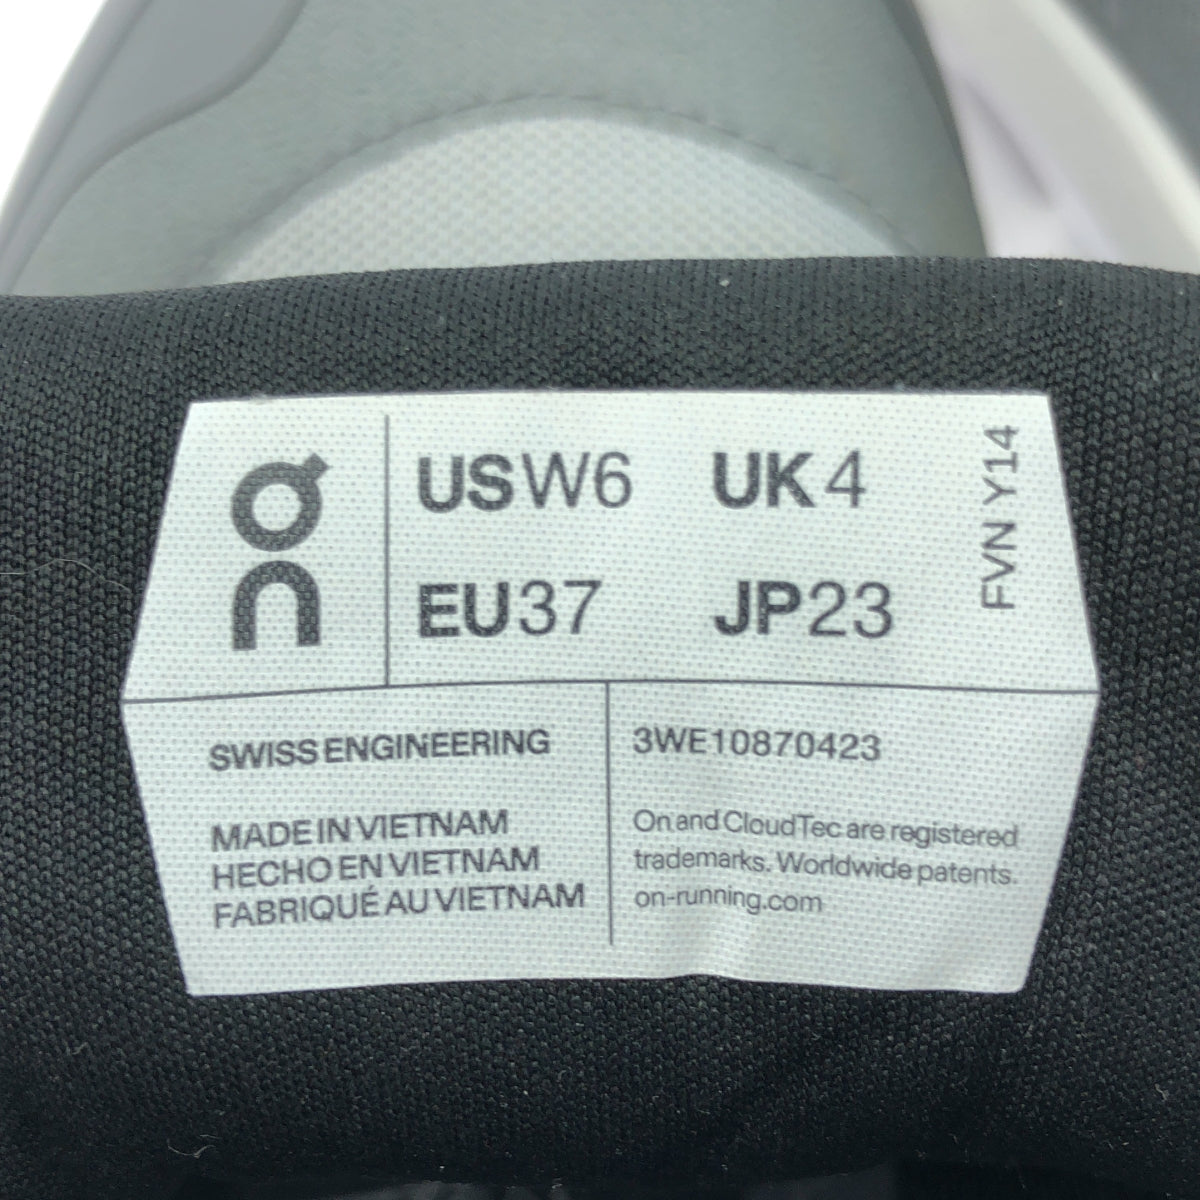 On
US W6 UK 4
EU 37 JP 23
FVN Y14
SWISS ENGINEERING
MADE IN VIETNAM
HECHO EN VIETNAM
FABRIQUÉ AU VIETNAM
3WE10870423
On and CloudTec are registered
trademarks. Worldwide patents.
on-running.com